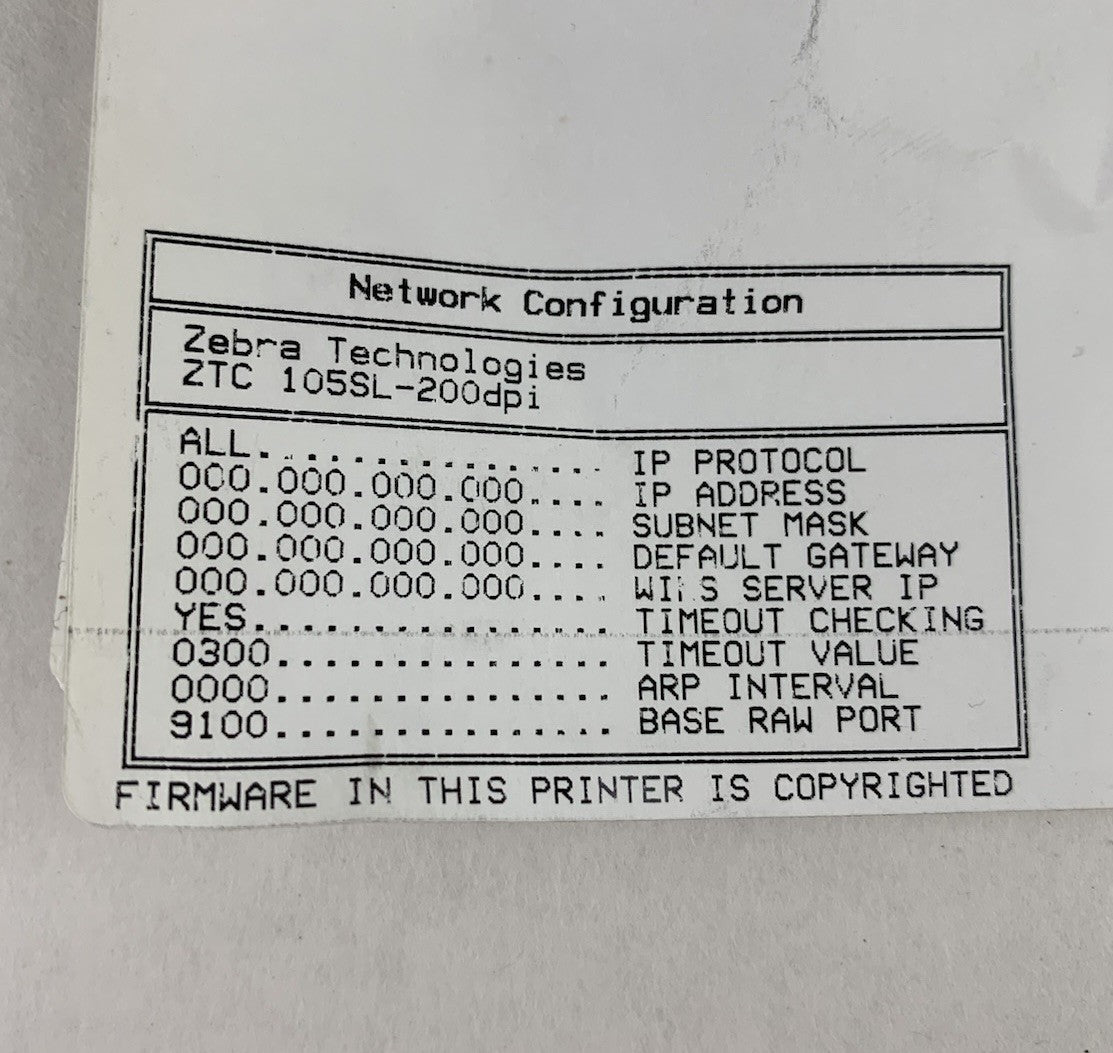 Network Configuration
Zebra Technologies
ZTC 105SL-200dpi
ALL............... IP PROTOCOL
000.000.000.000.... IP ADDRESS
000.000.000.000.... SUBNET MASK
000.000.000.000.... DEFAULT GATEWAY
000.000.000.000.... WINS SERVER IP
YES............... TIMEOUT CHECKING
0300.............. TIMEOUT VALUE
0000.............. ARP INTERVAL
9100.............. BASE RAW PORT
FIRMWARE IN THIS PRINTER IS COPYRIGHTED